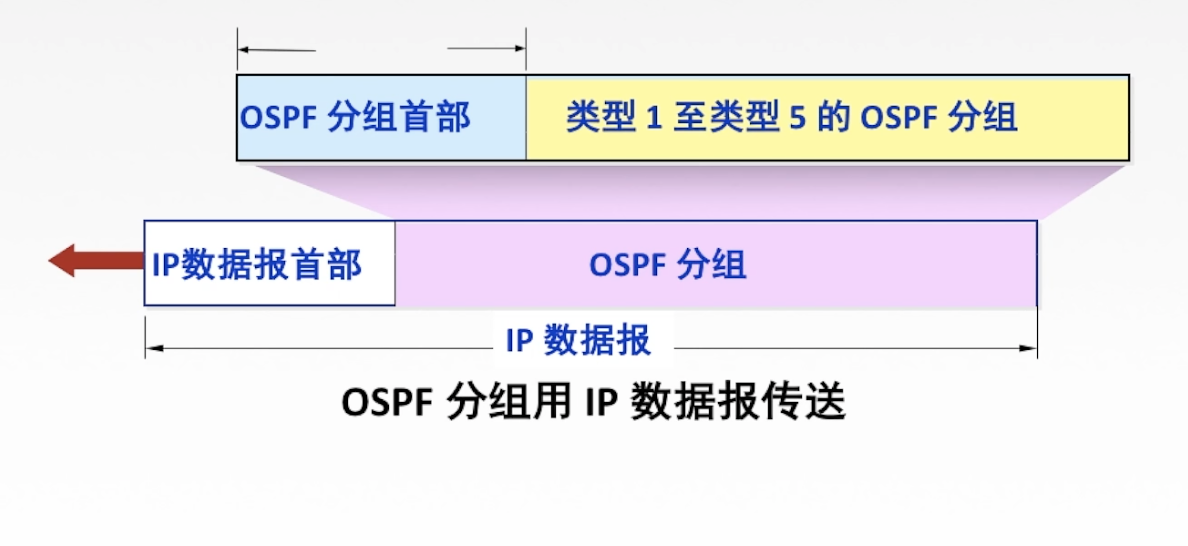 OSPF 分组首部
类型 1 至类型 5 的 OSPF 分组
IP数据报首部
OSPF 分组
IP 数据报
OSPF 分组用 IP 数据报传送